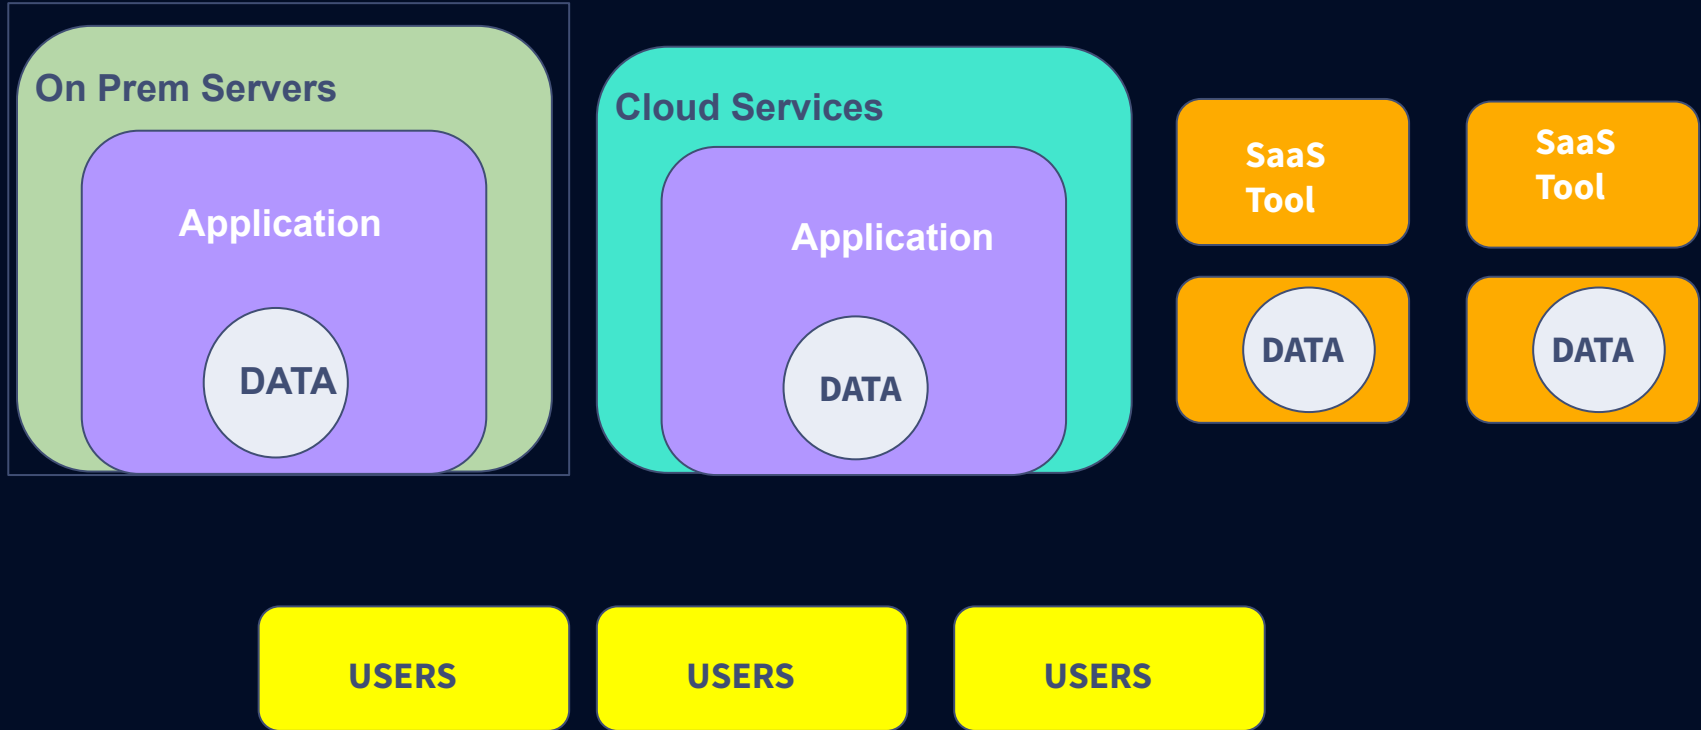 On Prem Servers
Application
DATA
Cloud Services
Application
DATA
SaaS
Tool
DATA
SaaS
Tool
DATA
USERS
USERS
USERS